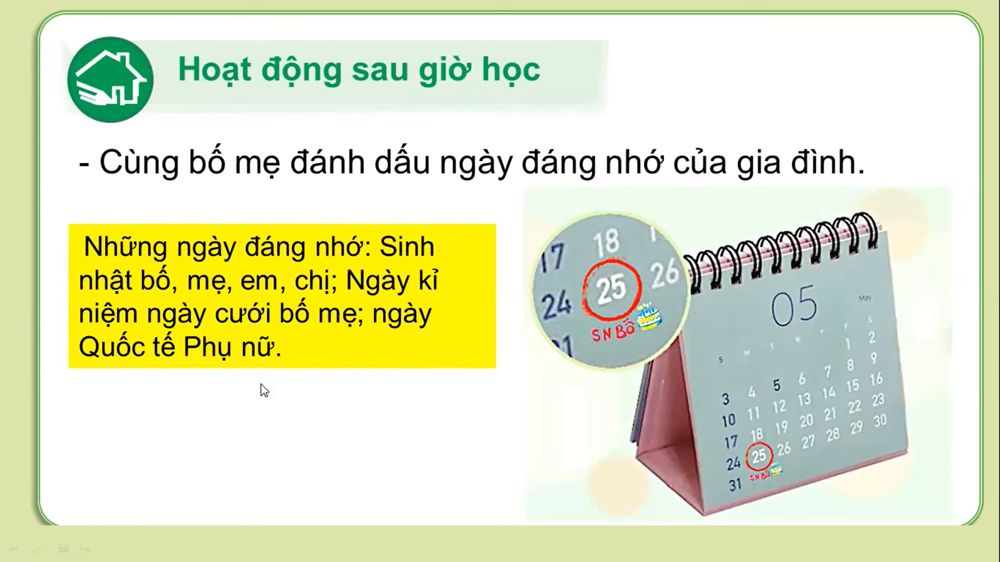 Hoạt động sau giờ học
- Cùng bố mẹ đánh dấu ngày đáng nhớ của gia đình.
Những ngày đáng nhớ: Sinh
nhật bố, mẹ, em, chị; Ngày kỉ
niệm ngày cưới bố mẹ; ngày
Quốc tế Phụ nữ.
18
17 25 26
24
SN BỐ
05 May
S M T W T F S
1 2
3 4 5 6 7 8 9
10 11 12 13 14 15 16
17 18 19 20 21 22 23
24 25 26 27 28 29 30
SN BỐ
31